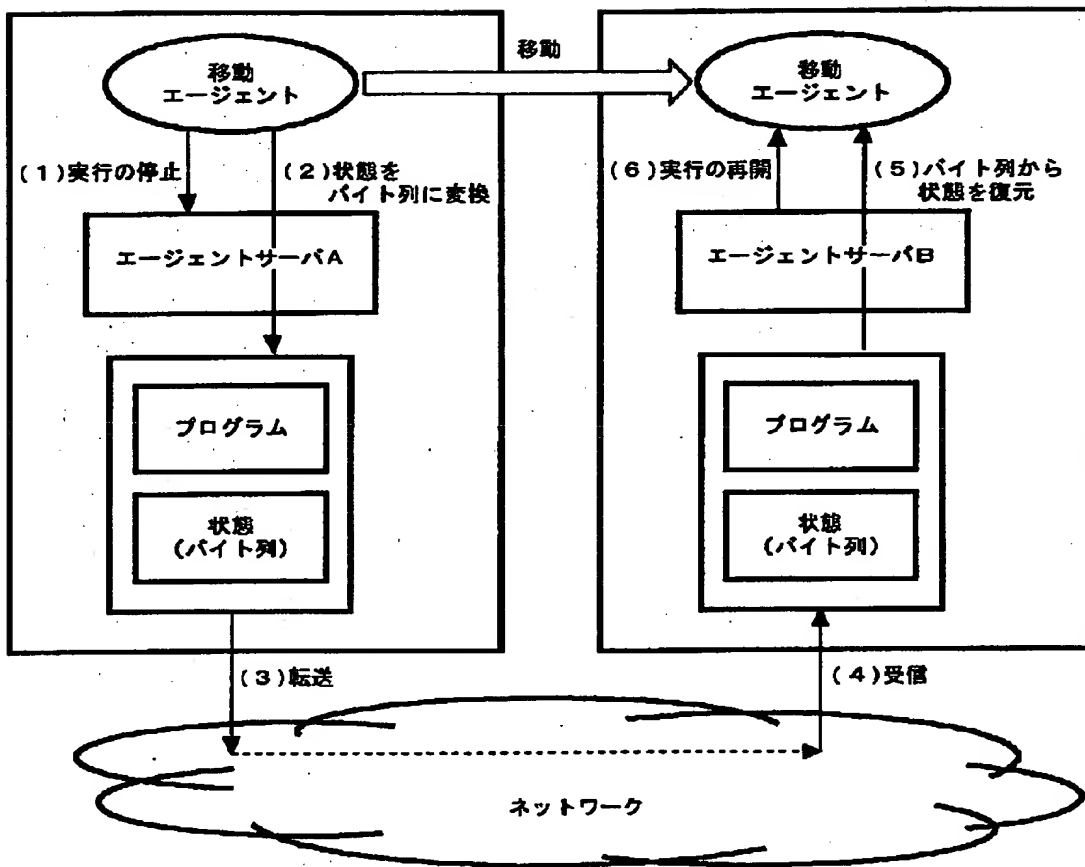 移動
エージェント
移動
移動
エージェント
(1)実行の停止
(2)状態を
バイト列に変換
(6)実行の再開
(5)バイト列から
状態を復元
エージェントサーバA
エージェントサーバB
プログラム
状態
(バイト列)
プログラム
状態
(バイト列)
(3)転送
(4)受信
ネットワーク